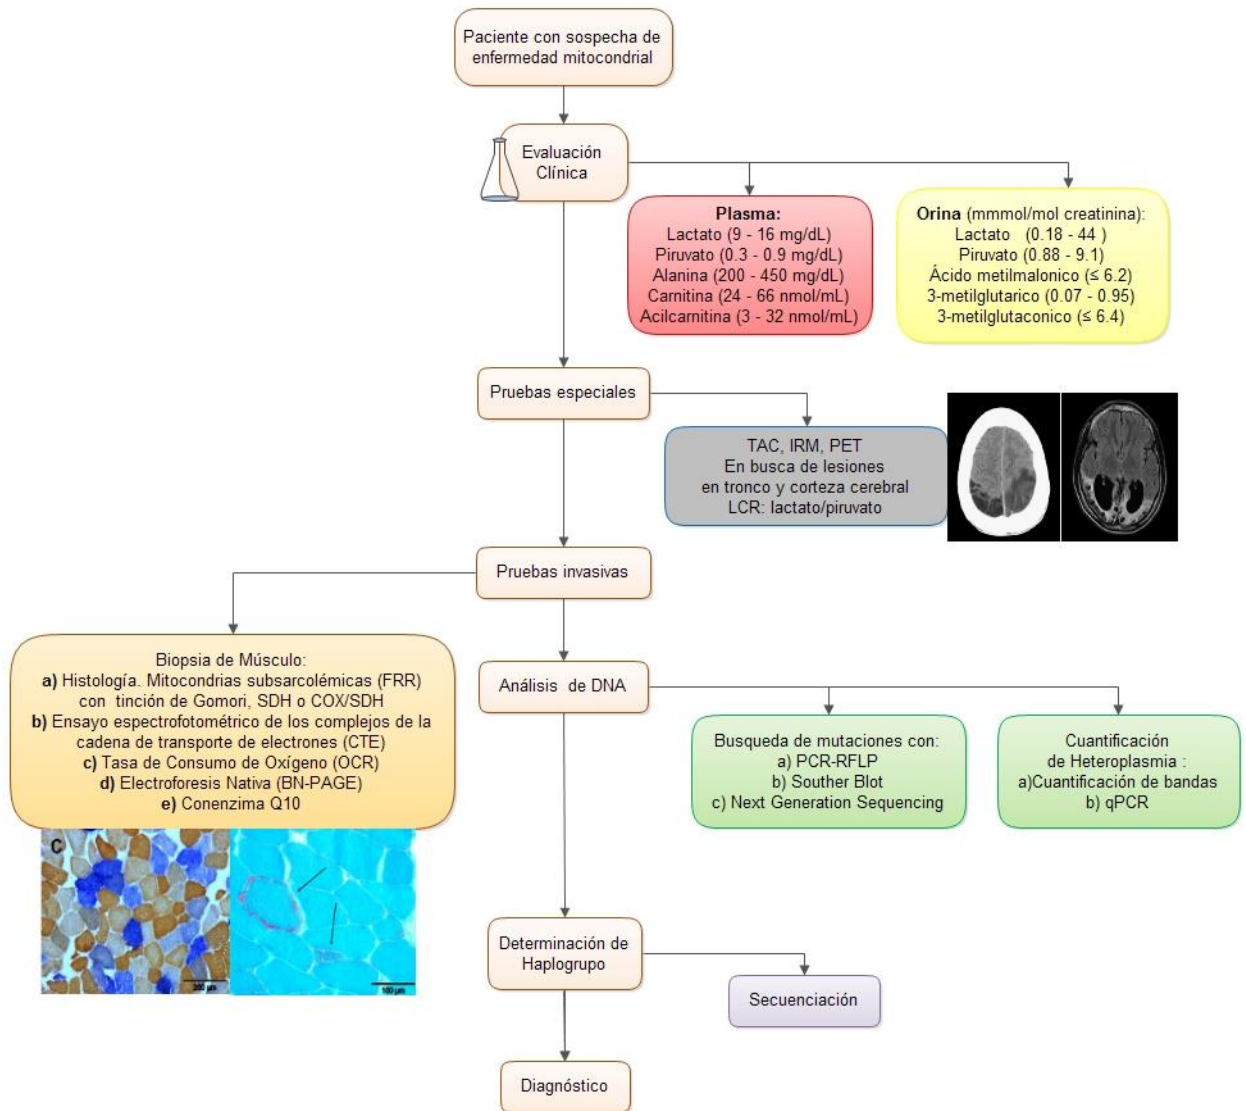 Paciente con sospecha de
enfermedad mitocondrial
Evaluación
Clínica
Plasma:
Lactato (9 - 16 mg/dL)
Piruvato (0.3 - 0.9 mg/dL)
Alanina (200 - 450 mg/dL)
Carnitina (24 - 66 nmol/mL)
Acilcarnitina (3 - 32 nmol/mL)
Orina (mmmol/mol creatinina):
Lactato (0.18 - 44 )
Piruvato (0.88 - 9.1)
Ácido metilmalonico (≤ 6.2)
3-metilglutarico (0.07 - 0.95)
3-metilglutaconico (≤ 6.4)
Pruebas especiales
TAC, IRM, PET
En busca de lesiones
en tronco y corteza cerebral
LCR: lactato/piruvato
Pruebas invasivas
Biopsia de Músculo:
a) Histología. Mitocondrias subsarcolémicas (FRR)
con tinción de Gomori, SDH o COX/SDH
b) Ensayo espectrofotométrico de los complejos de la
cadena de transporte de electrones (CTE)
c) Tasa de Consumo de Oxígeno (OCR)
d) Electroforesis Nativa (BN-PAGE)
e) Conenzima Q10
C
200 µm
100 µm
Análisis de DNA
Busqueda de mutaciones con:
a) PCR-RFLP
b) Souther Blot
c) Next Generation Sequencing
Cuantificación
de Heteroplasmia :
a)Cuantificación de bandas
b) qPCR
Determinación de
Haplogrupo
Secuenciación
Diagnóstico